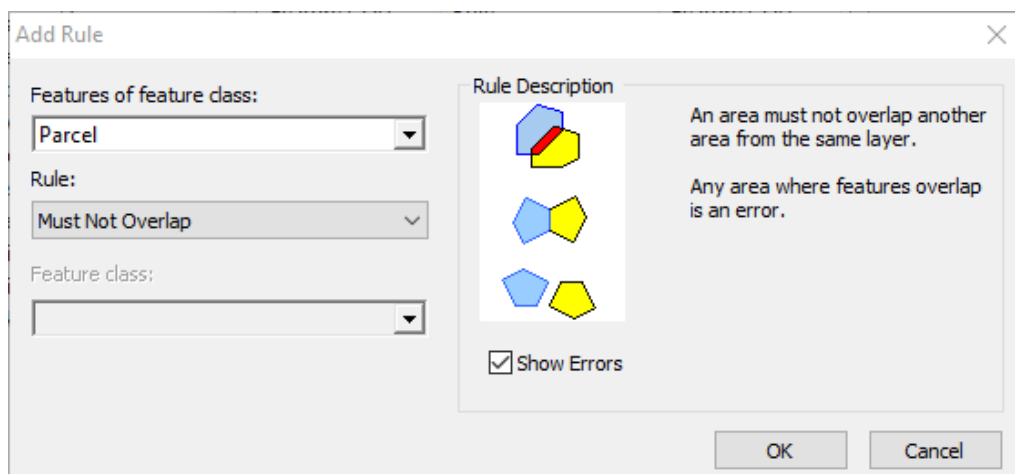 Add Rule
Features of feature class:
Parcel
Rule:
Must Not Overlap
Feature class:
Rule Description
An area must not overlap another
area from the same layer.
Any area where features overlap
is an error.
Show Errors
OK
Cancel